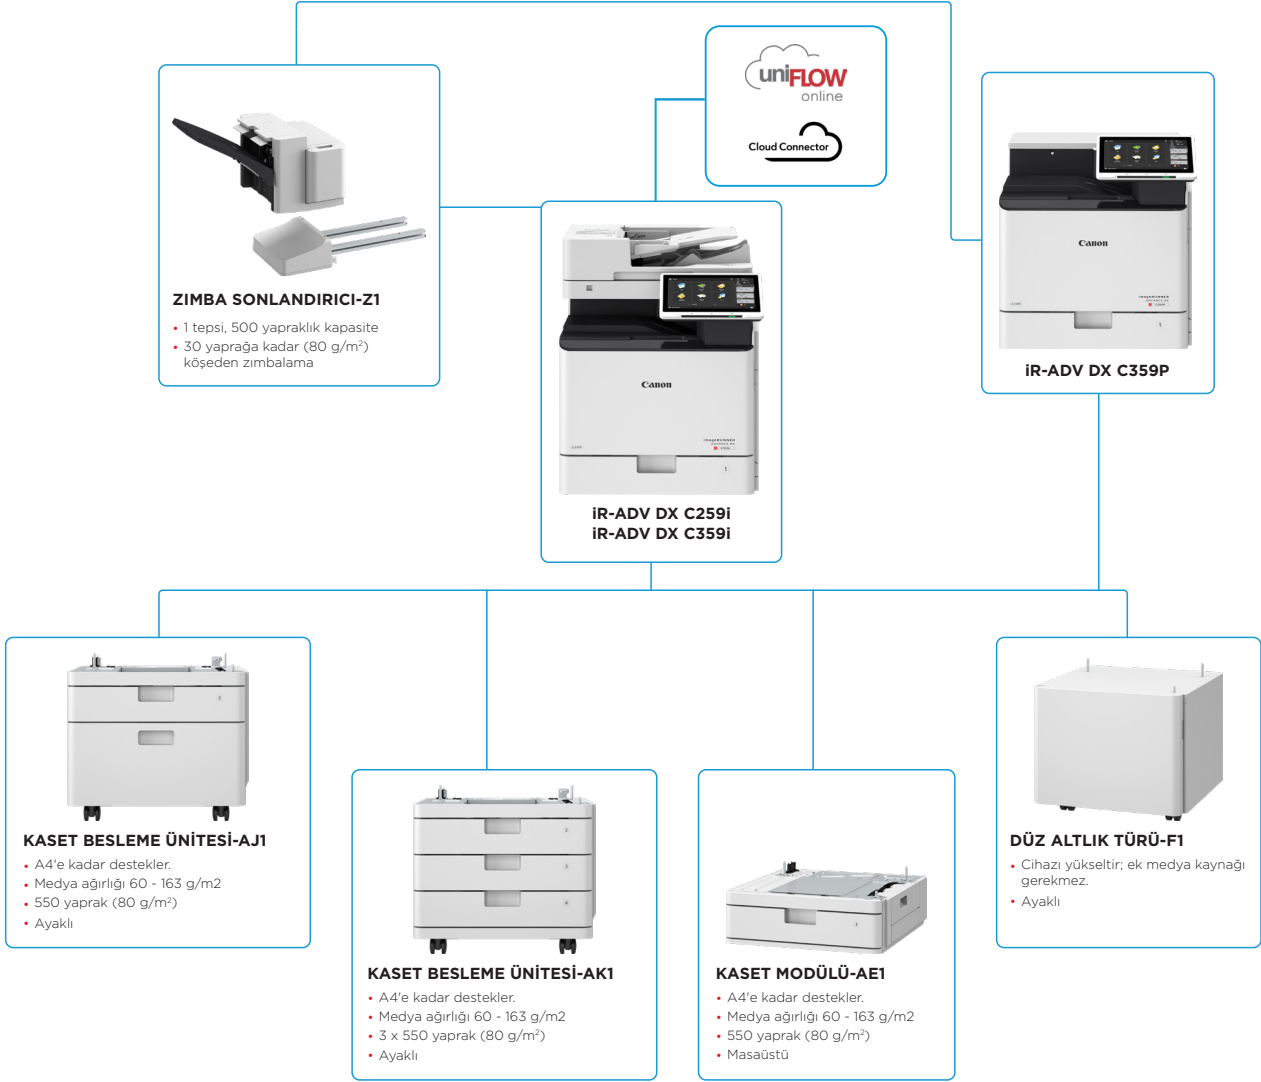 uniFLOW
online
Cloud Connector
ZIMBA SONLANDIRICI-Z1
• 1 tepsi, 500 yapraklık kapasite
• 30 yaprağa kadar (80 g/m²)
köşeden zımbalama
Canon
iR-ADV DX C259i
iR-ADV DX C359i
Canon
imageRUNNER
1
iR-ADV DX C359P
KASET BESLEME ÜNİTESİ-AJ1
• A4'e kadar destekler.
• Medya ağırlığı 60 - 163 g/m2
• 550 yaprak (80 g/m²)
• Ayaklı
KASET BESLEME ÜNİTESİ-AK1
• A4'e kadar destekler.
• Medya ağırlığı 60 - 163 g/m2
• 3 x 550 yaprak (80 g/m²)
• Ayaklı
KASET MODÜLÜ-AE1
• A4'e kadar destekler.
• Medya ağırlığı 60 - 163 g/m2
• 550 yaprak (80 g/m²)
• Masaüstü
DÜZ ALTLIK TÜRÜ-F1
• Cihazı yükseltir; ek medya kaynağı
gerekmez.
• Ayaklı